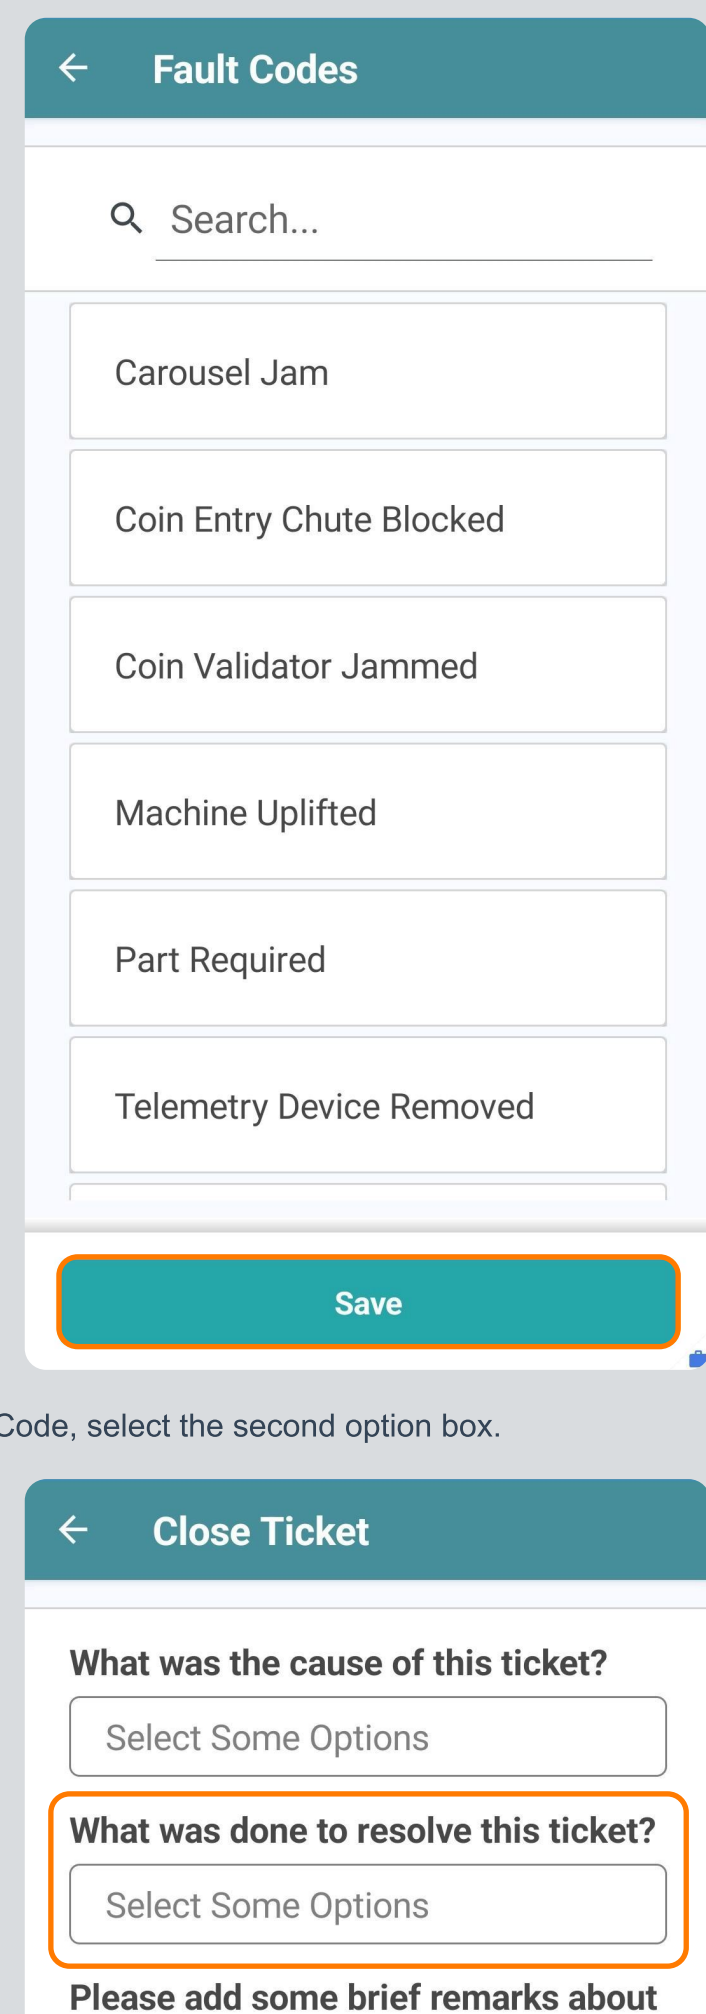 Fault Codes
Search...
Carousel Jam
Coin Entry Chute Blocked
Coin Validator Jammed
Machine Uplifted
Part Required
Telemetry Device Removed
Save
Code, select the second option box.
Close Ticket
What was the cause of this ticket?
Select Some Options
What was done to resolve this ticket?
Select Some Options
Please add some brief remarks about